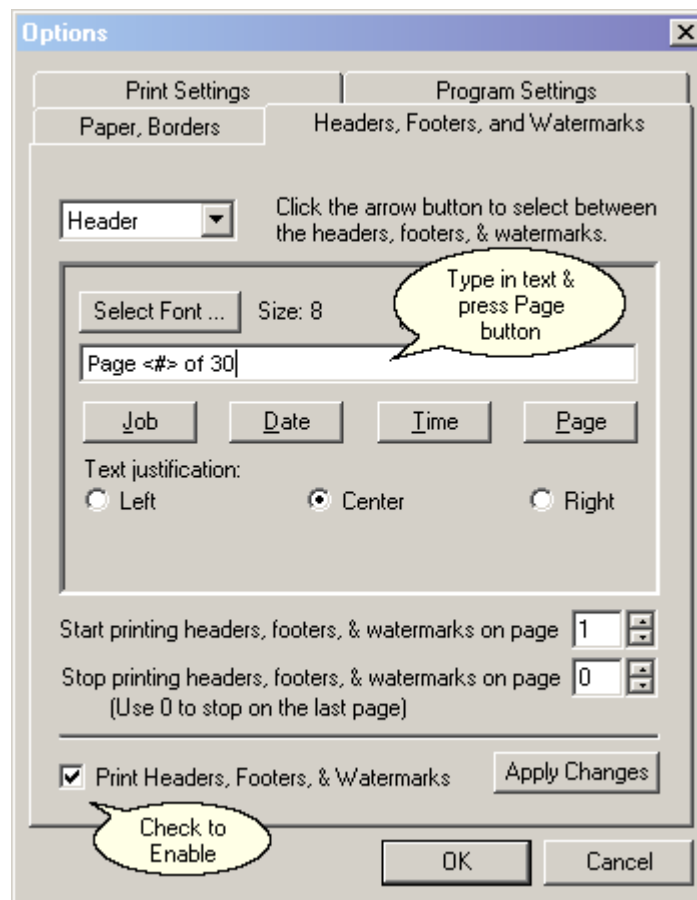 Options
Print Settings
Program Settings
Paper, Borders
Headers, Footers, and Watermarks
Header
Click the arrow button to select between
the headers, footers, & watermarks.
Select Font ...
Size: 8
Type in text &
press Page
button
Page <#> of 30
Job
Date
Time
Page
Text justification:
Left
Center
Right
Start printing headers, footers, & watermarks on page
1
Stop printing headers, footers, & watermarks on page
0
(Use 0 to stop on the last page)
Print Headers, Footers, & Watermarks
Apply Changes
Check to
Enable
OK
Cancel